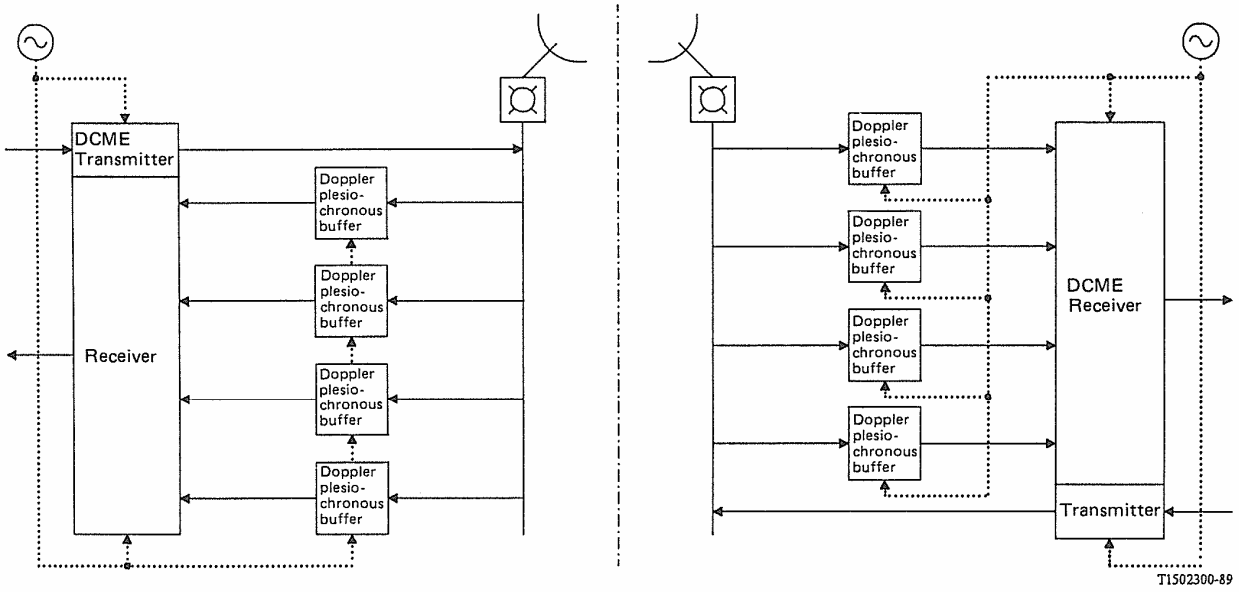 DCME
Transmitter
Doppler
plesio-
chronous
buffer
Doppler
plesio-
chronous
buffer
Receiver
Doppler
plesio-
chronous
buffer
Doppler
plesio-
chronous
buffer
Doppler
plesio-
chronous
buffer
Doppler
plesio-
chronous
buffer
DCME
Receiver
Doppler
plesio-
chronous
buffer
Doppler
plesio-
chronous
buffer
Transmitter
T1502300-89